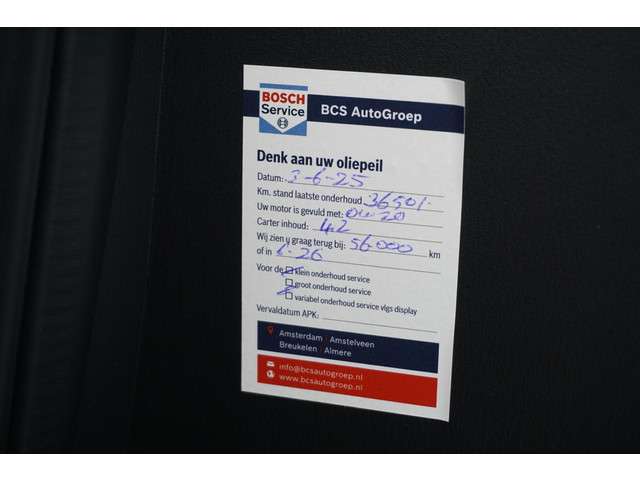 BOSCH
Service
BCS AutoGroep
Denk aan uw oliepeil
Datum: 3-6-25
Km. stand laatste onderhoud 36501.
Uw motor is gevuld met: 0W-20
Carter inhoud: 4.2
Wij zien u graag terug bij: 56000 km
of in 6-26
Voor de klein onderhoud service
groot onderhoud service
variabel onderhoud service vlgs display
Vervaldatum APK:
Amsterdam | Amstelveen
Breukelen | Almere
info@bcsautogroep.nl
www.bcsautogroep.nl